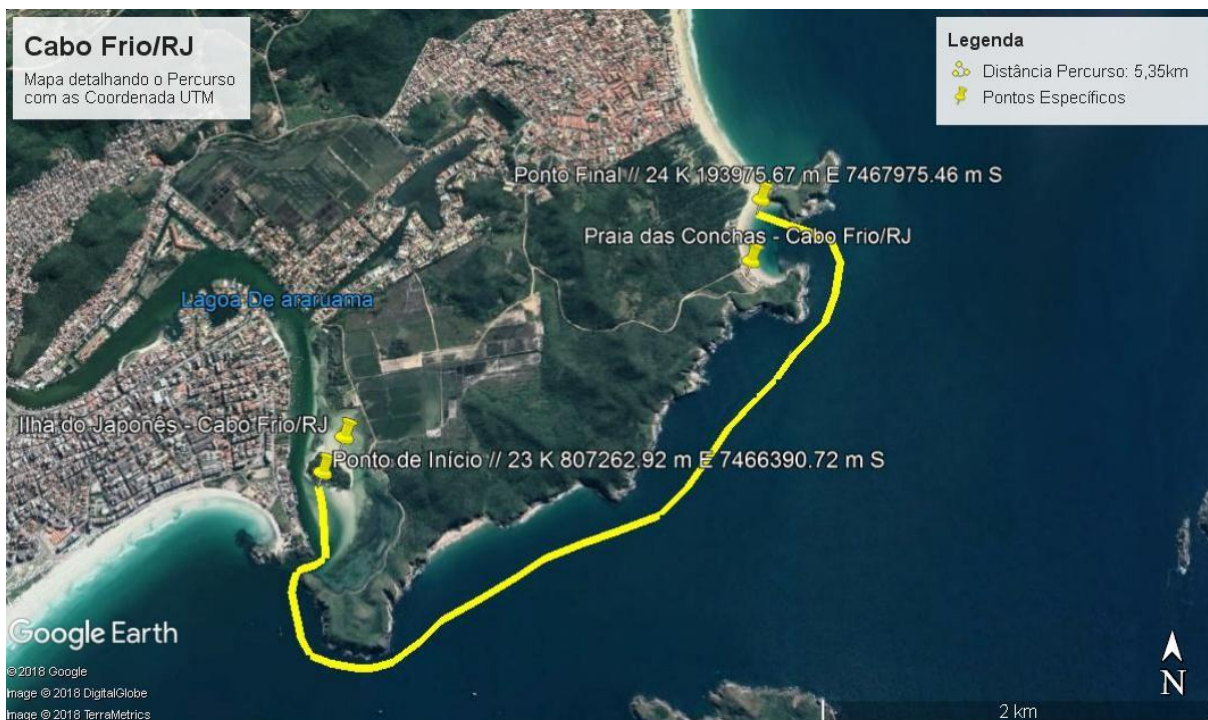 Cabo Frio/RJ
Mapa detalhando o Percurso
com as Coordenada UTM
Legenda
Distância Percurso: 5,35km
Pontos Específicos
Ponto Final // 24 K 193975.67 m E 7467975.46 m S
Praia das Conchas - Cabo Frio/RJ
Lagoa De araruama
Ilha do Japonês - Cabo Frio/RJ
Ponto de Início // 23 K 807262.92 m E 7466390.72 m S
Google Earth
©2018 Google
Image © 2018 DigitalGlobe
Image © 2018 TerraMetrics
N
2 km